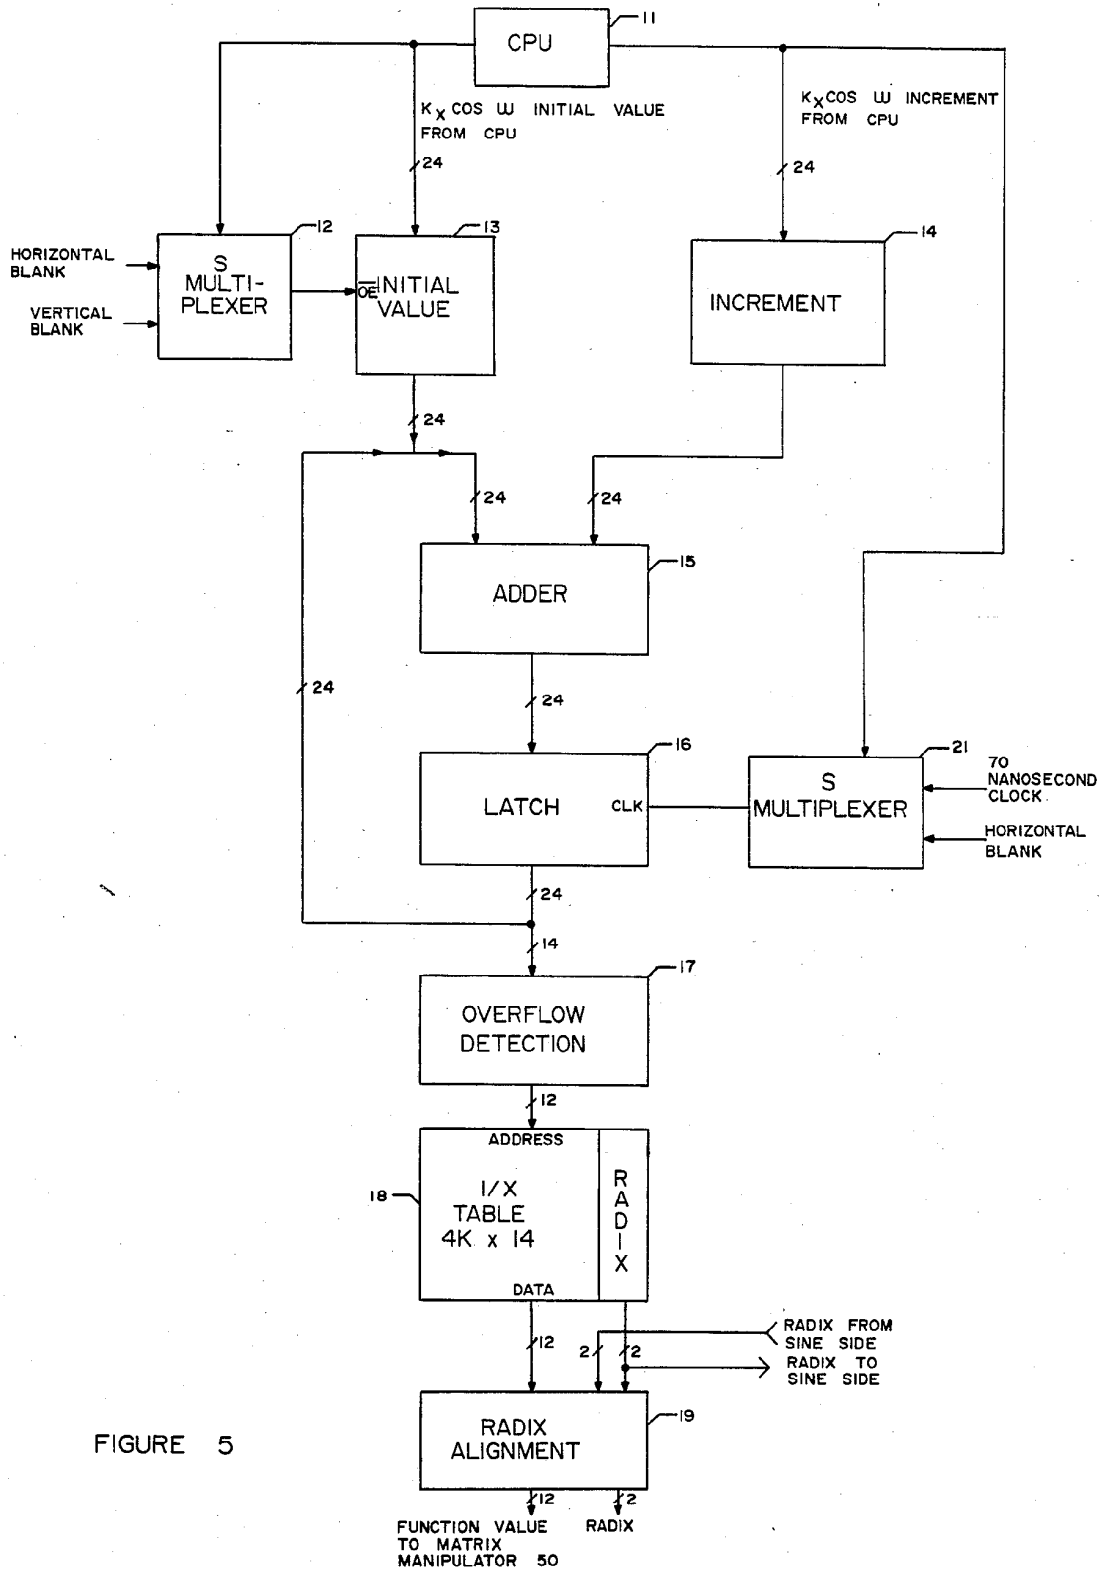 11
CPU
KX COS ω INITIAL VALUE
FROM CPU
KX COS ω INCREMENT
FROM CPU
24
24
12
13
14
HORIZONTAL
BLANK
VERTICAL
BLANK
S
MULTI-
PLEXER
OE
INITIAL
VALUE
INCREMENT
24
24
24
15
ADDER
24
24
16
LATCH
CLK
21
S
MULTIPLEXER
70
NANOSECOND
CLOCK
HORIZONTAL
BLANK
24
14
17
OVERFLOW
DETECTION
12
ADDRESS
18
1/X
TABLE
4K x 14
DATA
RADIX
12
2
2
RADIX FROM
SINE SIDE
RADIX TO
SINE SIDE
19
RADIX
ALIGNMENT
12
2
FUNCTION VALUE
TO MATRIX
MANIPULATOR 50
RADIX
FIGURE 5